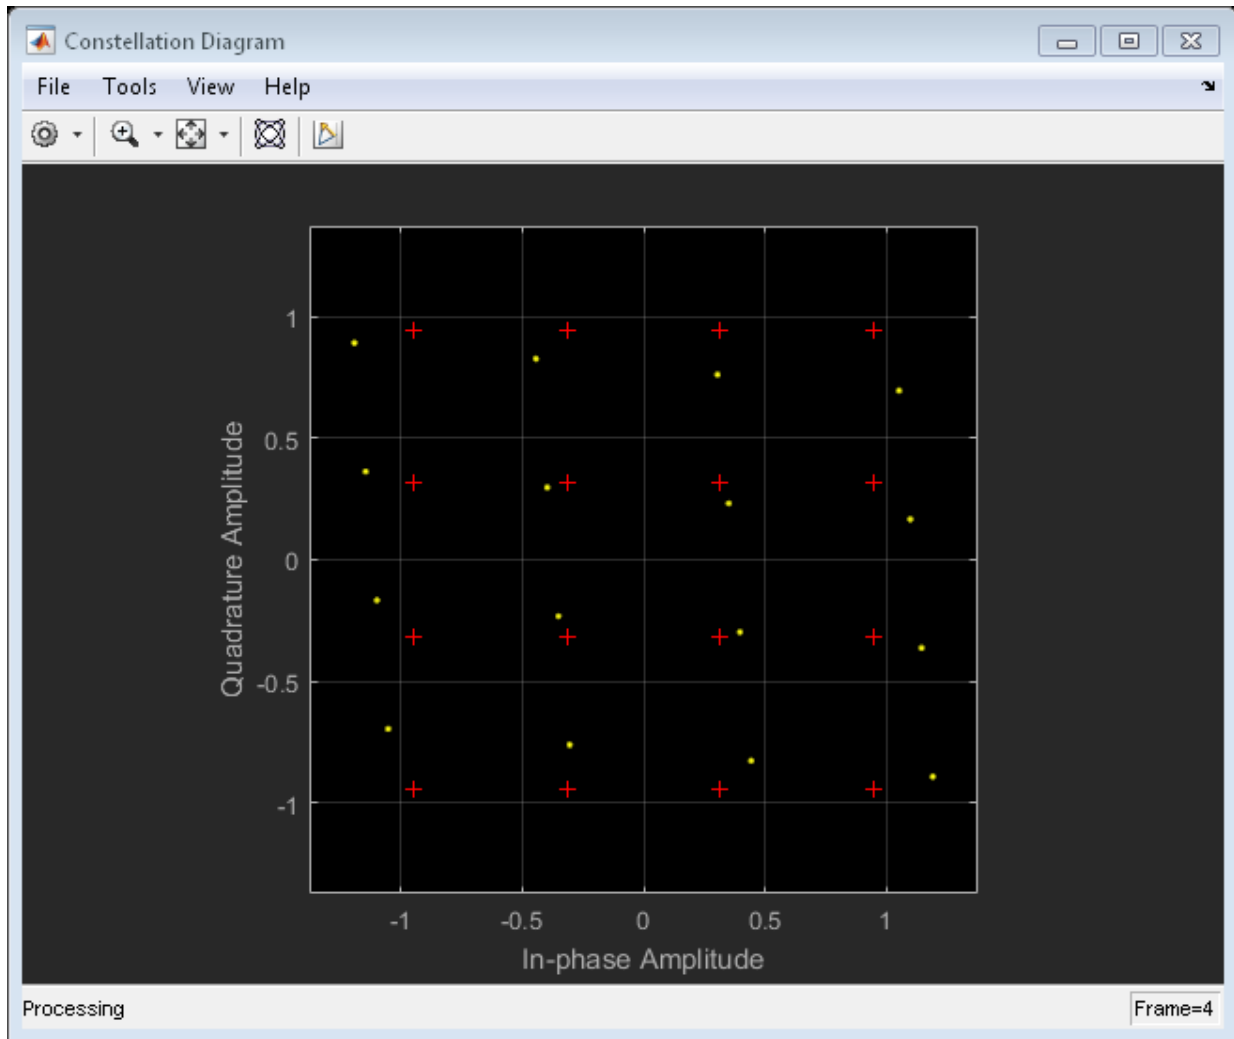 Constellation Diagram
File Tools View Help
1
0.5
0
-0.5
-1
Quadrature Amplitude
-1 -0.5 0 0.5 1
In-phase Amplitude
Processing Frame=4